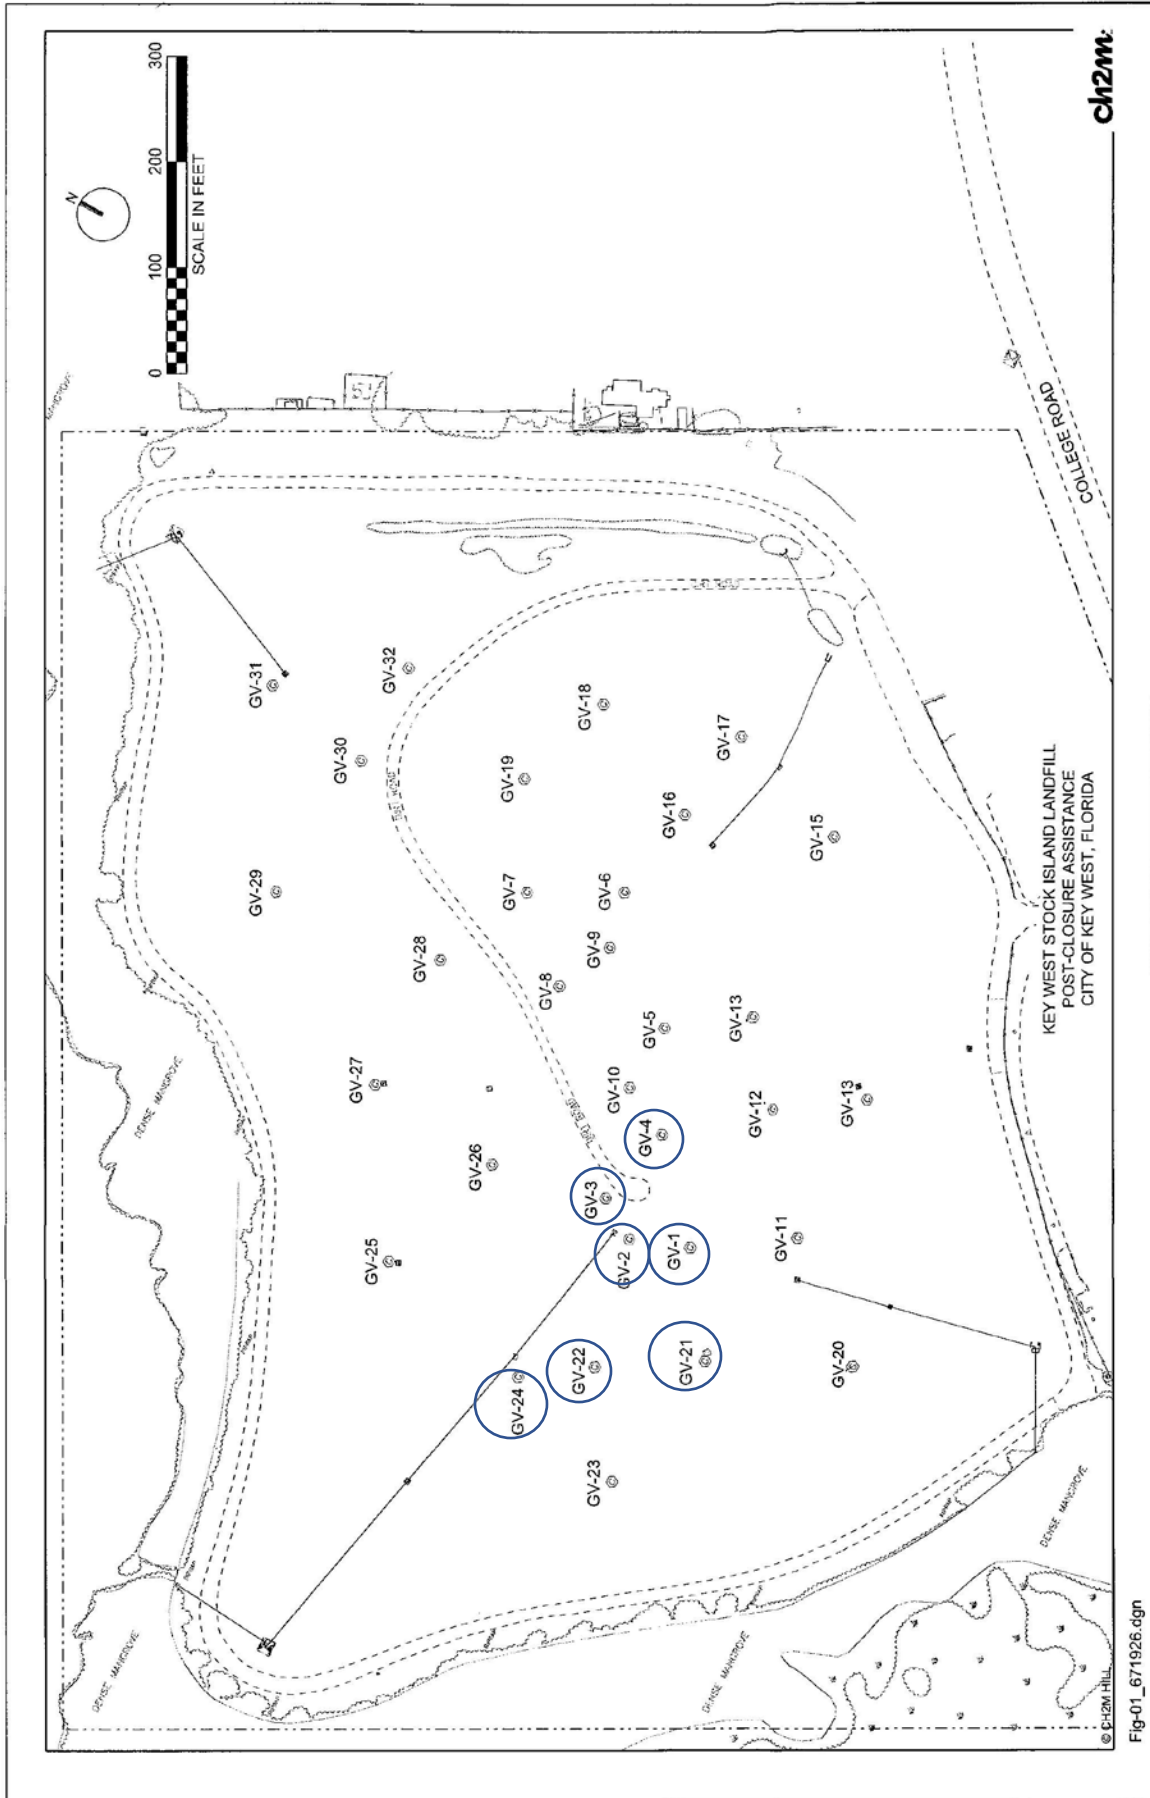 N
0 100 200 300
SCALE IN FEET
MANGROVE
DENSE MANGROVE
DENSE MANGROVE
DENSE MANGROVE
DENSE MANGROVE
GV-31
GV-32
GV-30
GV-29
GV-28
GV-27
GV-26
GV-25
GV-24
GV-23
GV-22
GV-21
GV-20
GV-19
GV-18
GV-17
GV-16
GV-15
GV-13
GV-13
GV-12
GV-11
GV-10
GV-9
GV-8
GV-7
GV-6
GV-5
GV-4
GV-3
GV-2
GV-1
COLLEGE ROAD
KEY WEST STOCK ISLAND LANDFILL
POST-CLOSURE ASSISTANCE
CITY OF KEY WEST, FLORIDA
ch2m:
© CH2M HILL
Fig-01_671926.dgn